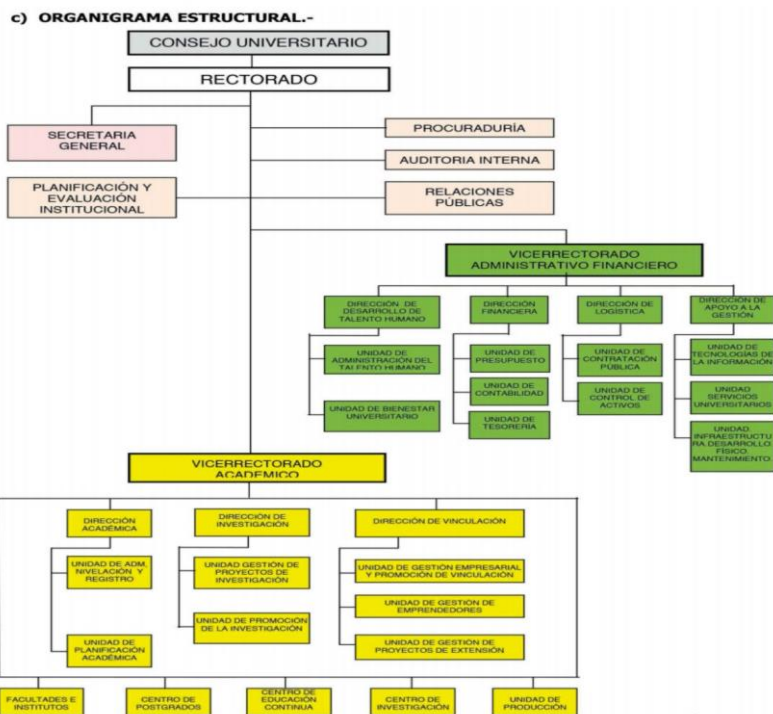 c) ORGANIGRAMA ESTRUCTURAL.-
CONSEJO UNIVERSITARIO
RECTORADO
SECRETARIA
GENERAL
PROCURADURÍA
AUDITORIA INTERNA
PLANIFICACIÓN Y
EVALUACIÓN
INSTITUCIONAL
RELACIONES
PÚBLICAS
VICERRECTORADO
ADMINISTRATIVO FINANCIERO
DIRECCIÓN DE
DESARROLLO DE
TALENTO HUMANO
UNIDAD DE
ADMINISTRACIÓN DEL
TALENTO HUMANO
UNIDAD DE BIENESTAR
UNIVERSITARIO
DIRECCIÓN
FINANCIERA
UNIDAD DE
PRESUPUESTO
UNIDAD DE
CONTABILIDAD
UNIDAD DE
TESORERÍA
DIRECCIÓN DE
LOGÍSTICA
UNIDAD DE
CONTRATACIÓN
PÚBLICA
UNIDAD DE
CONTROL DE
ACTIVOS
DIRECCIÓN DE
APOYO A LA
GESTIÓN
UNIDAD DE
TECNOLOGÍAS DE
LA INFORMACIÓN
UNIDAD
SERVICIOS
UNIVERSITARIOS
UNIDAD.
INFRAESTRUCTU
RA.DESARROLLO.
FÍSICO.
MANTENIMIENTO.
VICERRECTORADO
ACADÉMICO
DIRECCIÓN
ACADÉMICA
UNIDAD DE ADM.
NIVELACIÓN Y
REGISTRO
UNIDAD DE
PLANIFICACIÓN
ACADÉMICA
DIRECCIÓN DE
INVESTIGACIÓN
UNIDAD GESTIÓN DE
PROYECTOS DE
INVESTIGACIÓN
UNIDAD DE PROMOCIÓN
DE LA INVESTIGACIÓN
DIRECCIÓN DE VINCULACIÓN
UNIDAD DE GESTIÓN EMPRESARIAL
Y PROMOCIÓN DE VINCULACIÓN
UNIDAD DE GESTIÓN DE
EMPRENDEDORES
UNIDAD DE GESTIÓN DE
PROYECTOS DE EXTENSIÓN
FACULTADES E
INSTITUTOS
CENTRO DE
POSTGRADOS
CENTRO DE
EDUCACIÓN
CONTINUA
CENTRO DE
INVESTIGACIÓN
UNIDAD DE
PRODUCCIÓN